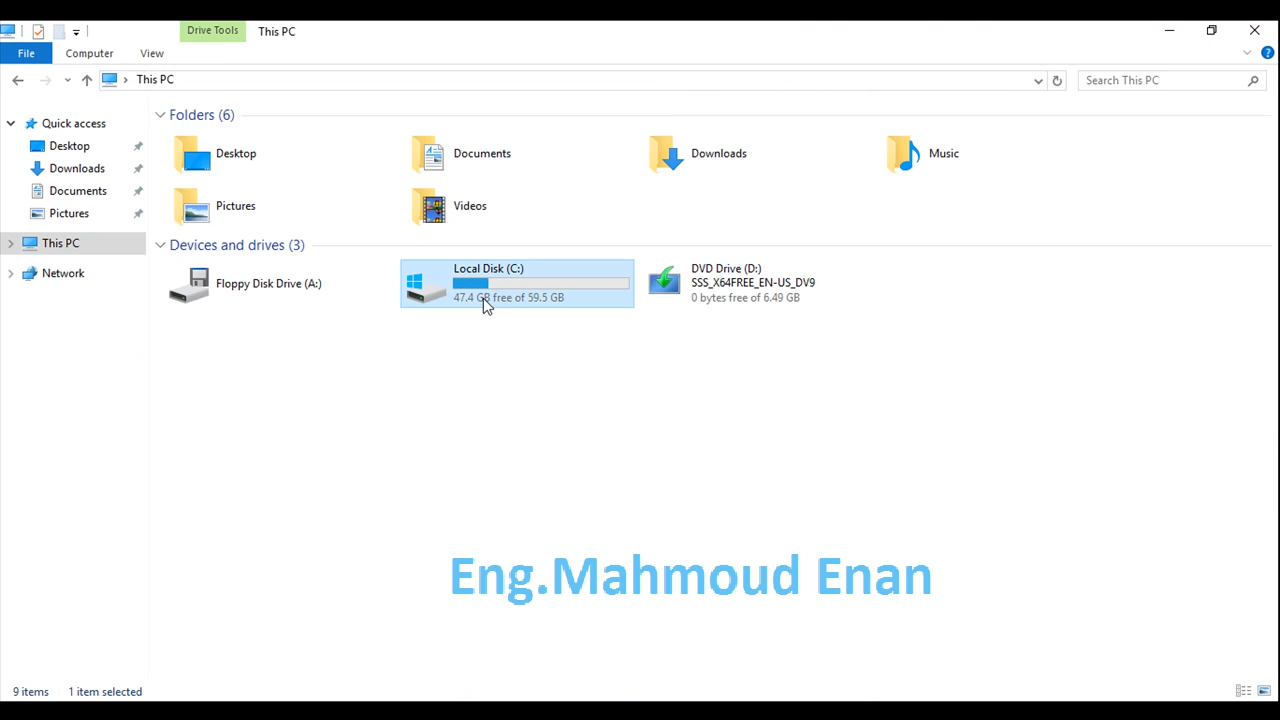 Drive Tools
This PC
File
Computer
View
This PC
Search This PC
Quick access
Desktop
Downloads
Documents
Pictures
This PC
Network
Folders (6)
Desktop
Documents
Downloads
Music
Pictures
Videos
Devices and drives (3)
Floppy Disk Drive (A:)
Local Disk (C:)
47.4 GB free of 59.5 GB
DVD Drive (D:)
SSS_X64FREE_EN-US_DV9
0 bytes free of 6.49 GB
Eng.Mahmoud Enan
9 items
1 item selected